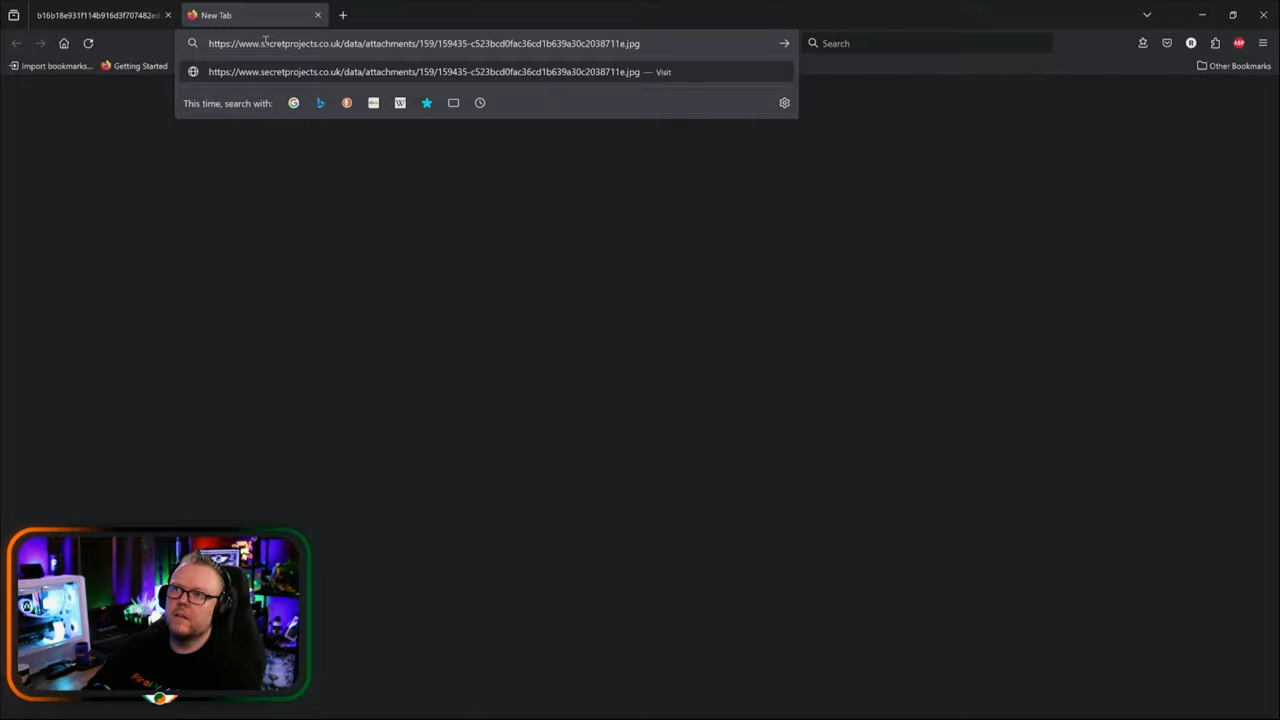 b16b18e931f114b916d3f707482ed
New Tab
https://www.secretprojects.co.uk/data/attachments/159/159435-c523bcd0fac36cd1b639a30c2038711e.jpg
Search
Import bookmarks...
Getting Started
Other Bookmarks
https://www.secretprojects.co.uk/data/attachments/159/159435-c523bcd0fac36cd1b639a30c2038711e.jpg — Visit
This time, search with: